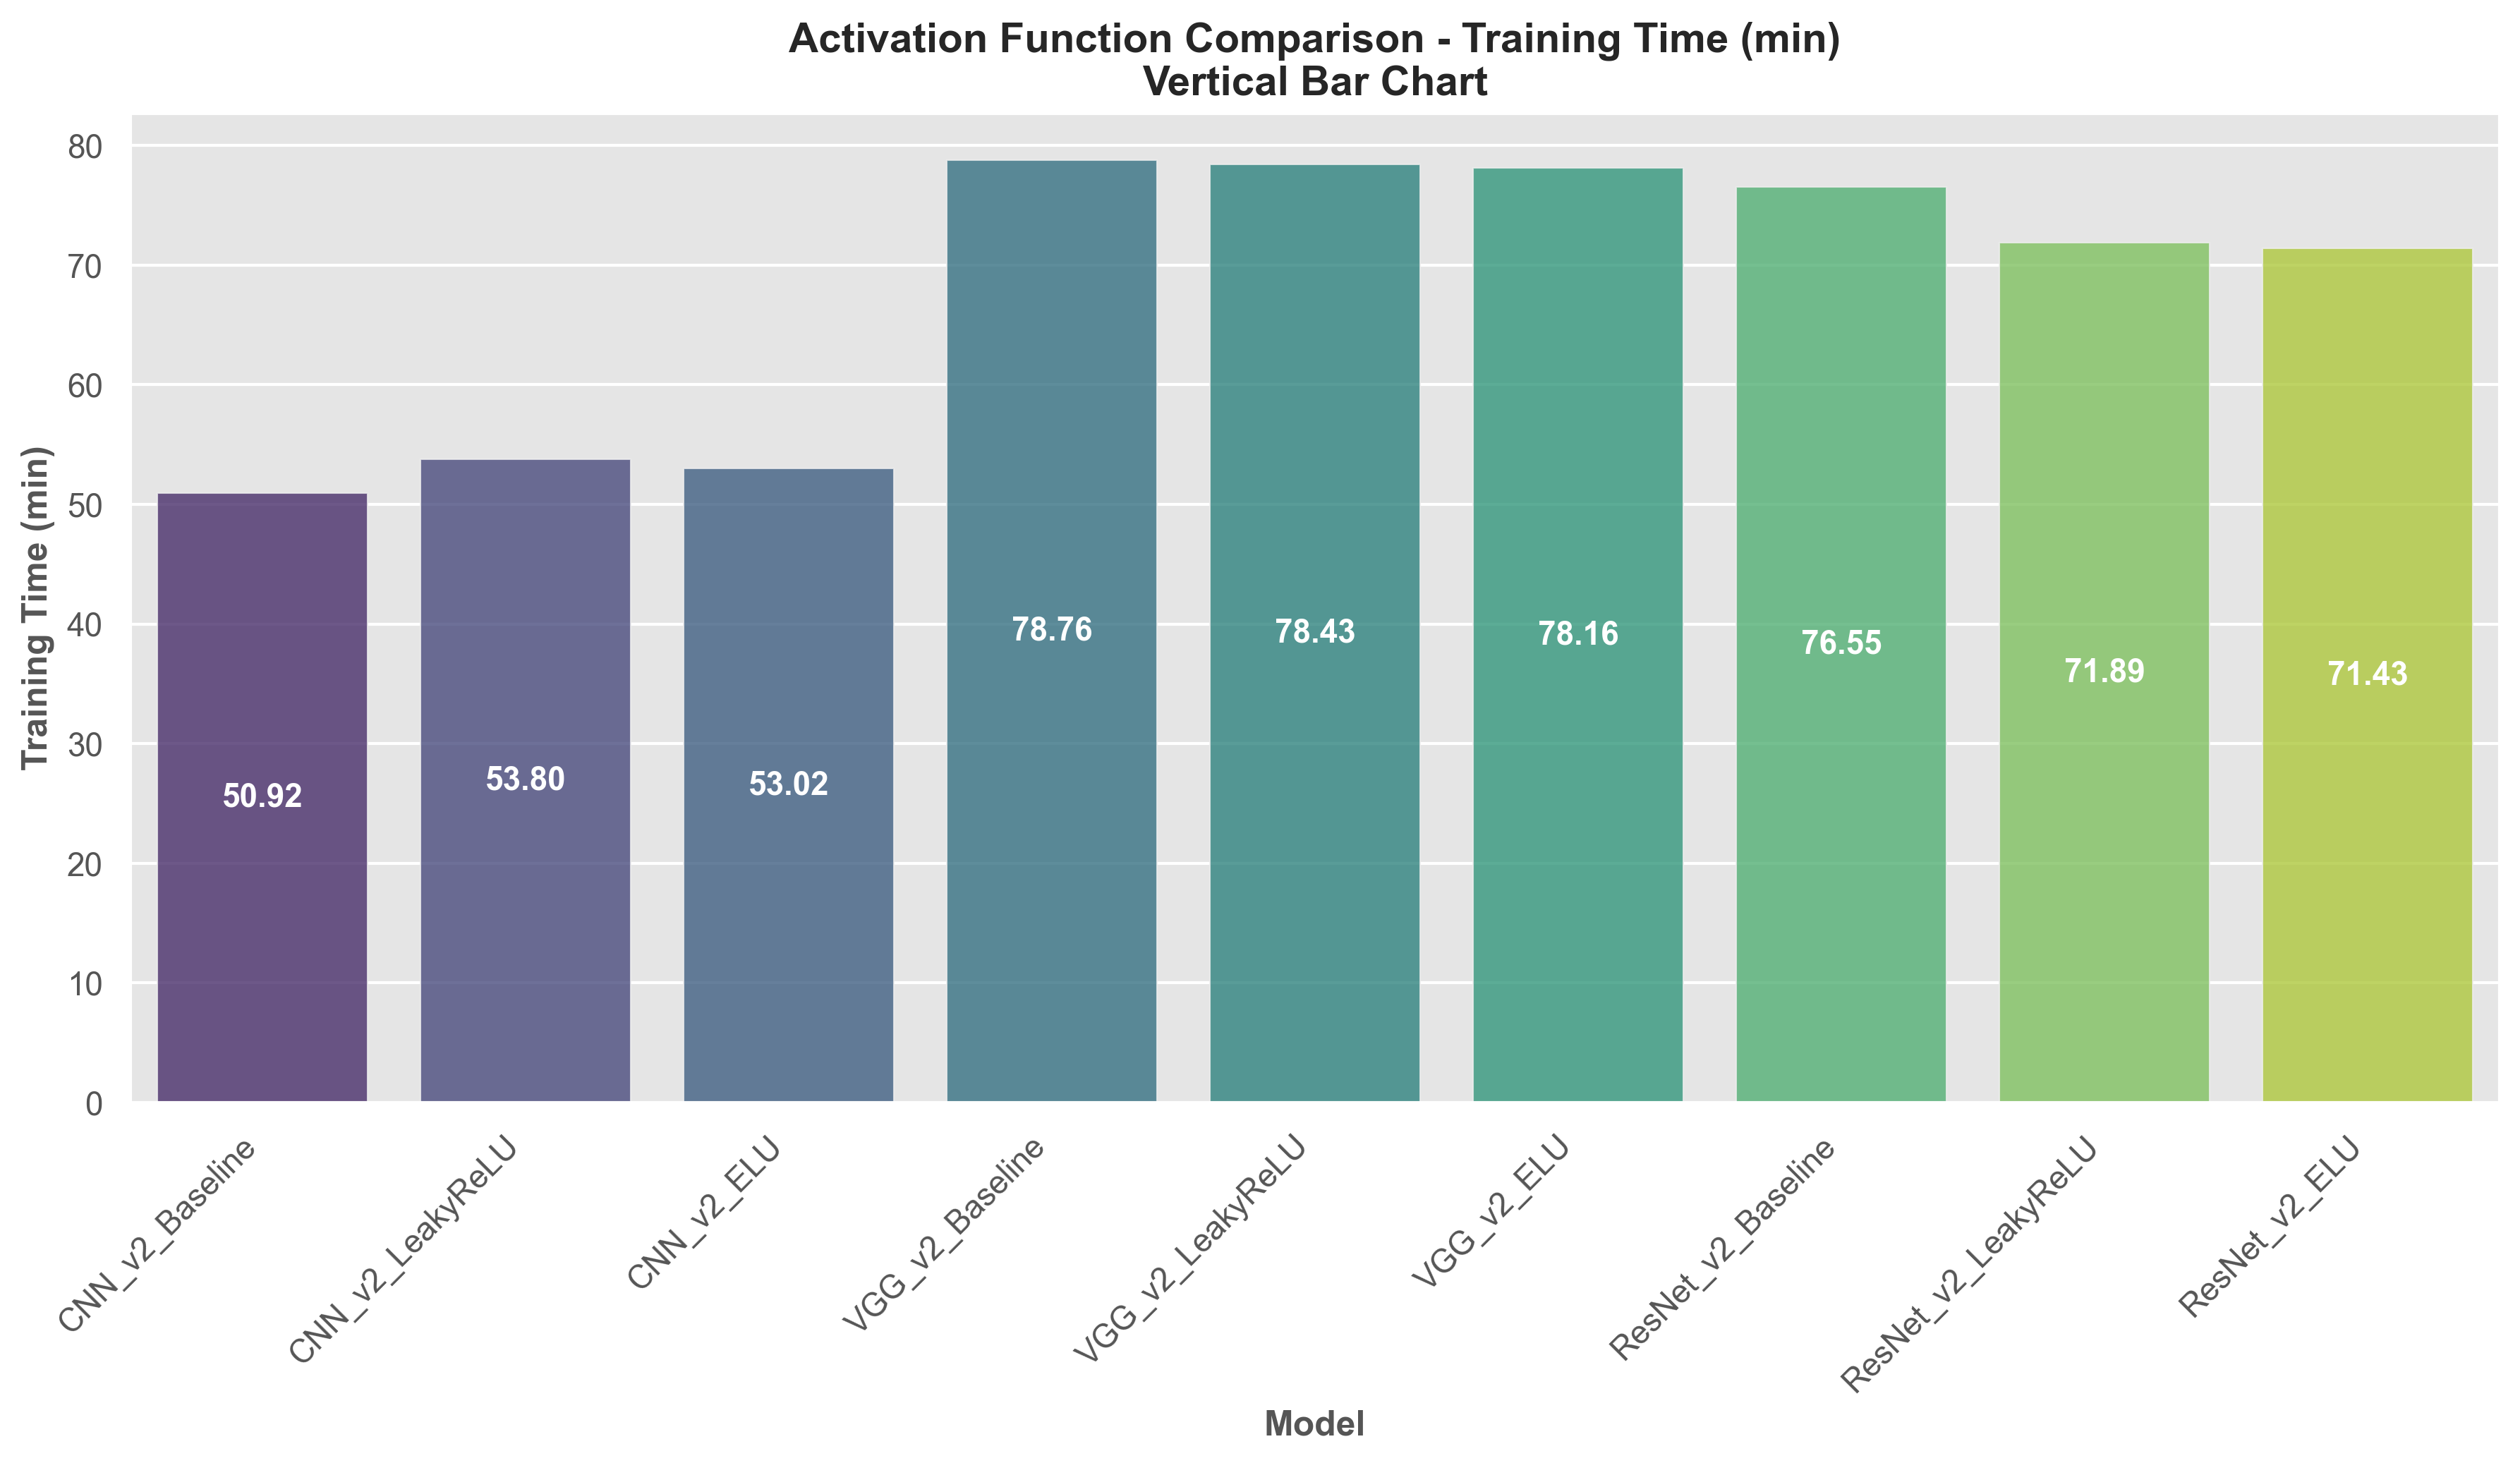 Activation Function Comparison - Training Time (min)
Vertical Bar Chart
Training Time (min)
80
70
60
50
40
30
20
10
0
50.92
53.80
53.02
78.76
78.43
78.16
76.55
71.89
71.43
CNN_v2_Baseline
CNN_v2_LeakyReLU
CNN_v2_ELU
VGG_v2_Baseline
VGG_v2_LeakyReLU
VGG_v2_ELU
ResNet_v2_Baseline
ResNet_v2_LeakyReLU
ResNet_v2_ELU
Model